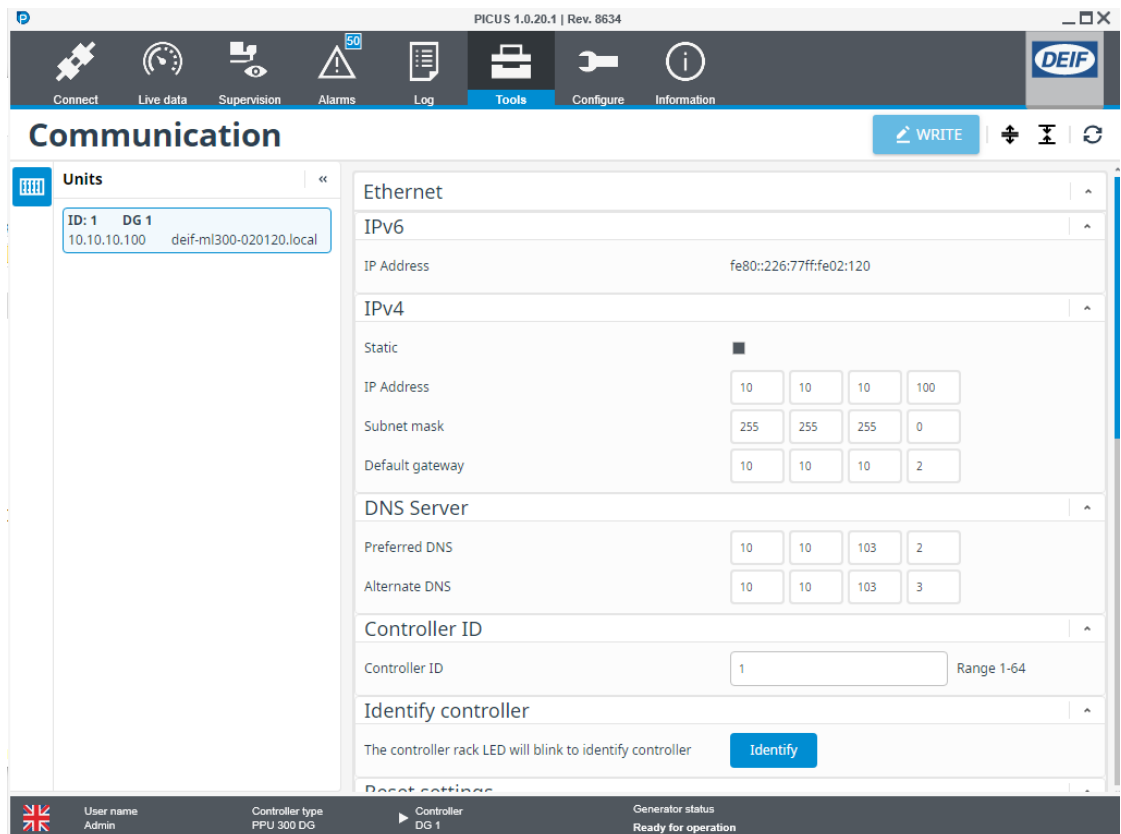 PICUS 1.0.20.1 | Rev. 8634
50
Connect Live data Supervision Alarms Log Tools Configure Information
DEIF
Communication
WRITE
Units «
Ethernet
ID: 1 DG 1
10.10.10.100 deif-ml300-020120.local
IPv6
IP Address fe80::226:77ff:fe02:120
IPv4
Static
IP Address 10 10 10 100
Subnet mask 255 255 255 0
Default gateway 10 10 10 2
DNS Server
Preferred DNS 10 10 103 2
Alternate DNS 10 10 103 3
Controller ID
Controller ID 1 Range 1-64
Identify controller
The controller rack LED will blink to identify controller Identify
Reset settings
User name Controller type Controller Generator status
Admin PPU 300 DG DG 1 Ready for operation